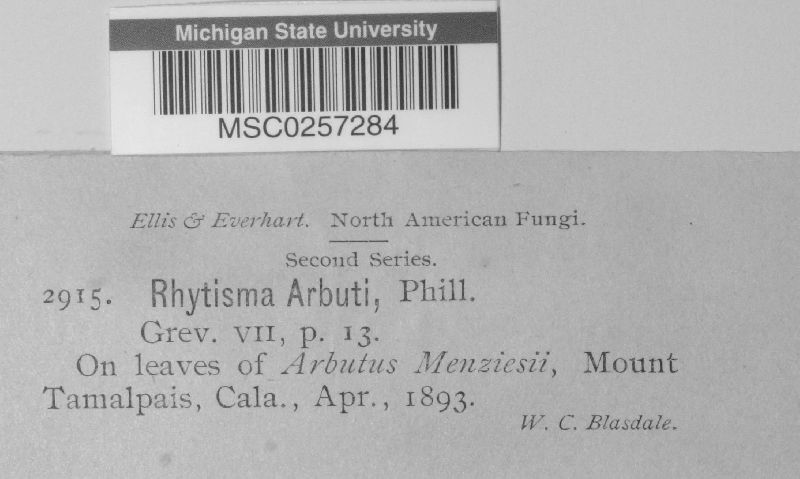 Michigan State University
MSC0257284
Ellis & Everhart. North American Fungi.
Second Series.
2915. Rhytisma Arbuti, Phill.
Grev. VII, p. 13.
On leaves of Arbutus Menziesii, Mount
Tamalpais, Cala., Apr., 1893.
W. C. Blasdale.